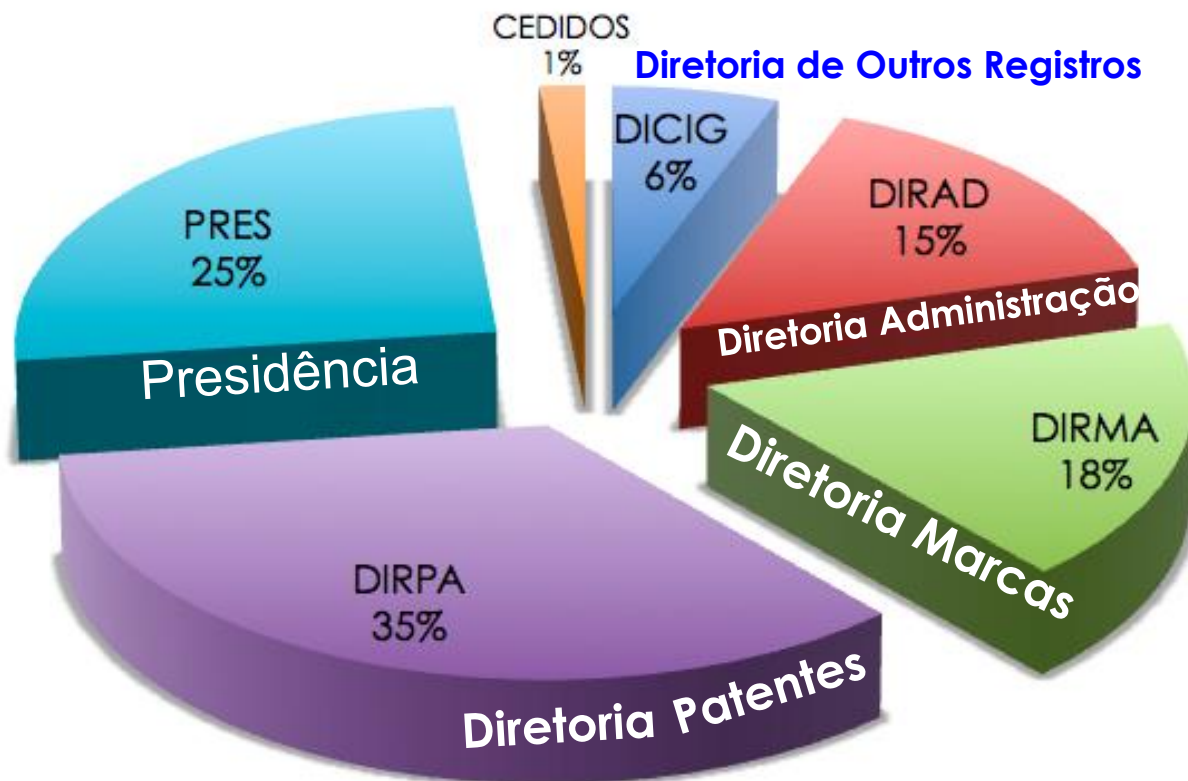 CEDIDOS
1%
Diretoria de Outros Registros
DICIG
6%
DIRAD
15%
Diretoria Administração
PRES
25%
Presidência
DIRMA
18%
Diretoria Marcas
DIRPA
35%
Diretoria Patentes